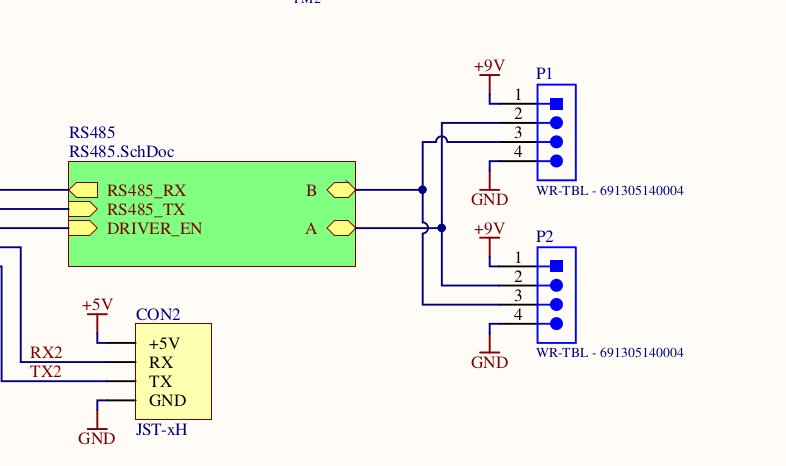 +9V
P1
1
2
3
4
GND
WR-TBL - 691305140004
RS485
RS485.SchDoc
RS485_RX
RS485_TX
DRIVER_EN
B
A
+9V
P2
1
2
3
4
GND
WR-TBL - 691305140004
+5V
CON2
+5V
RX
TX
GND
RX2
TX2
GND
JST-xH